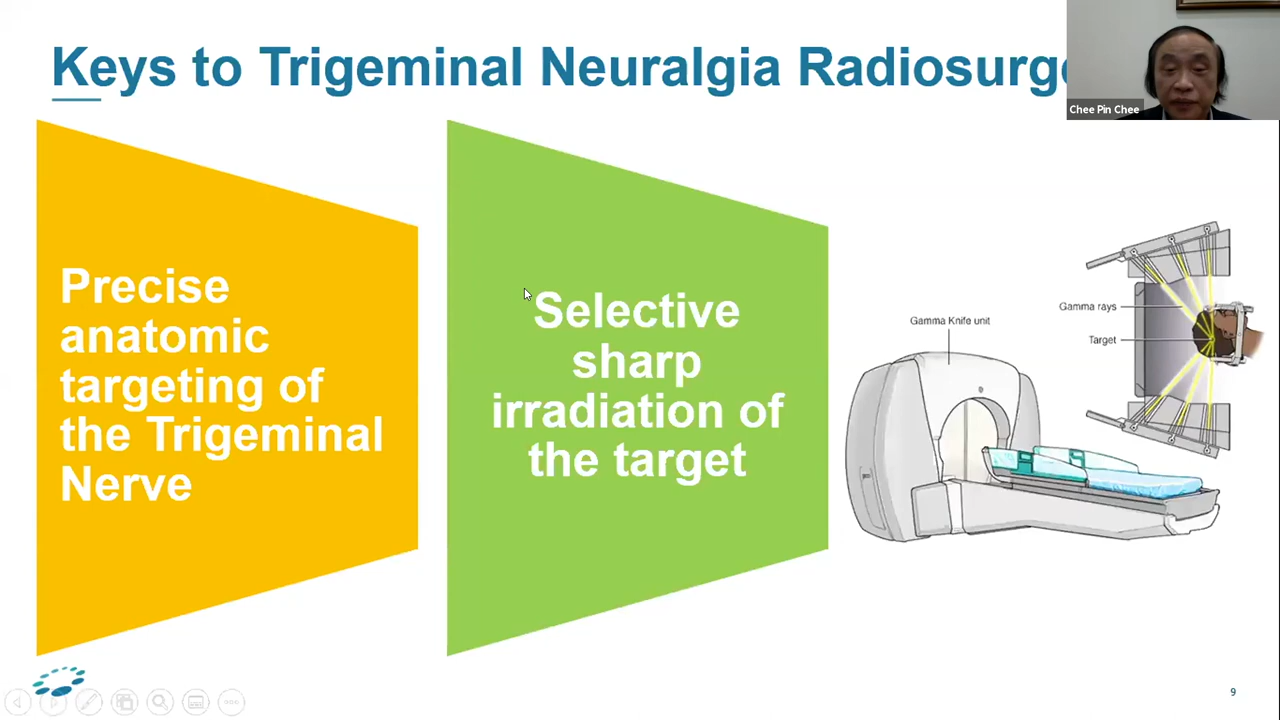 Keys to Trigeminal Neuralgia Radiosurge
Chee Pin Chee
Precise
anatomic
targeting of
the Trigeminal
Nerve
Selective
sharp
irradiation of
the target
Gamma Knife unit
Gamma rays
Target
9